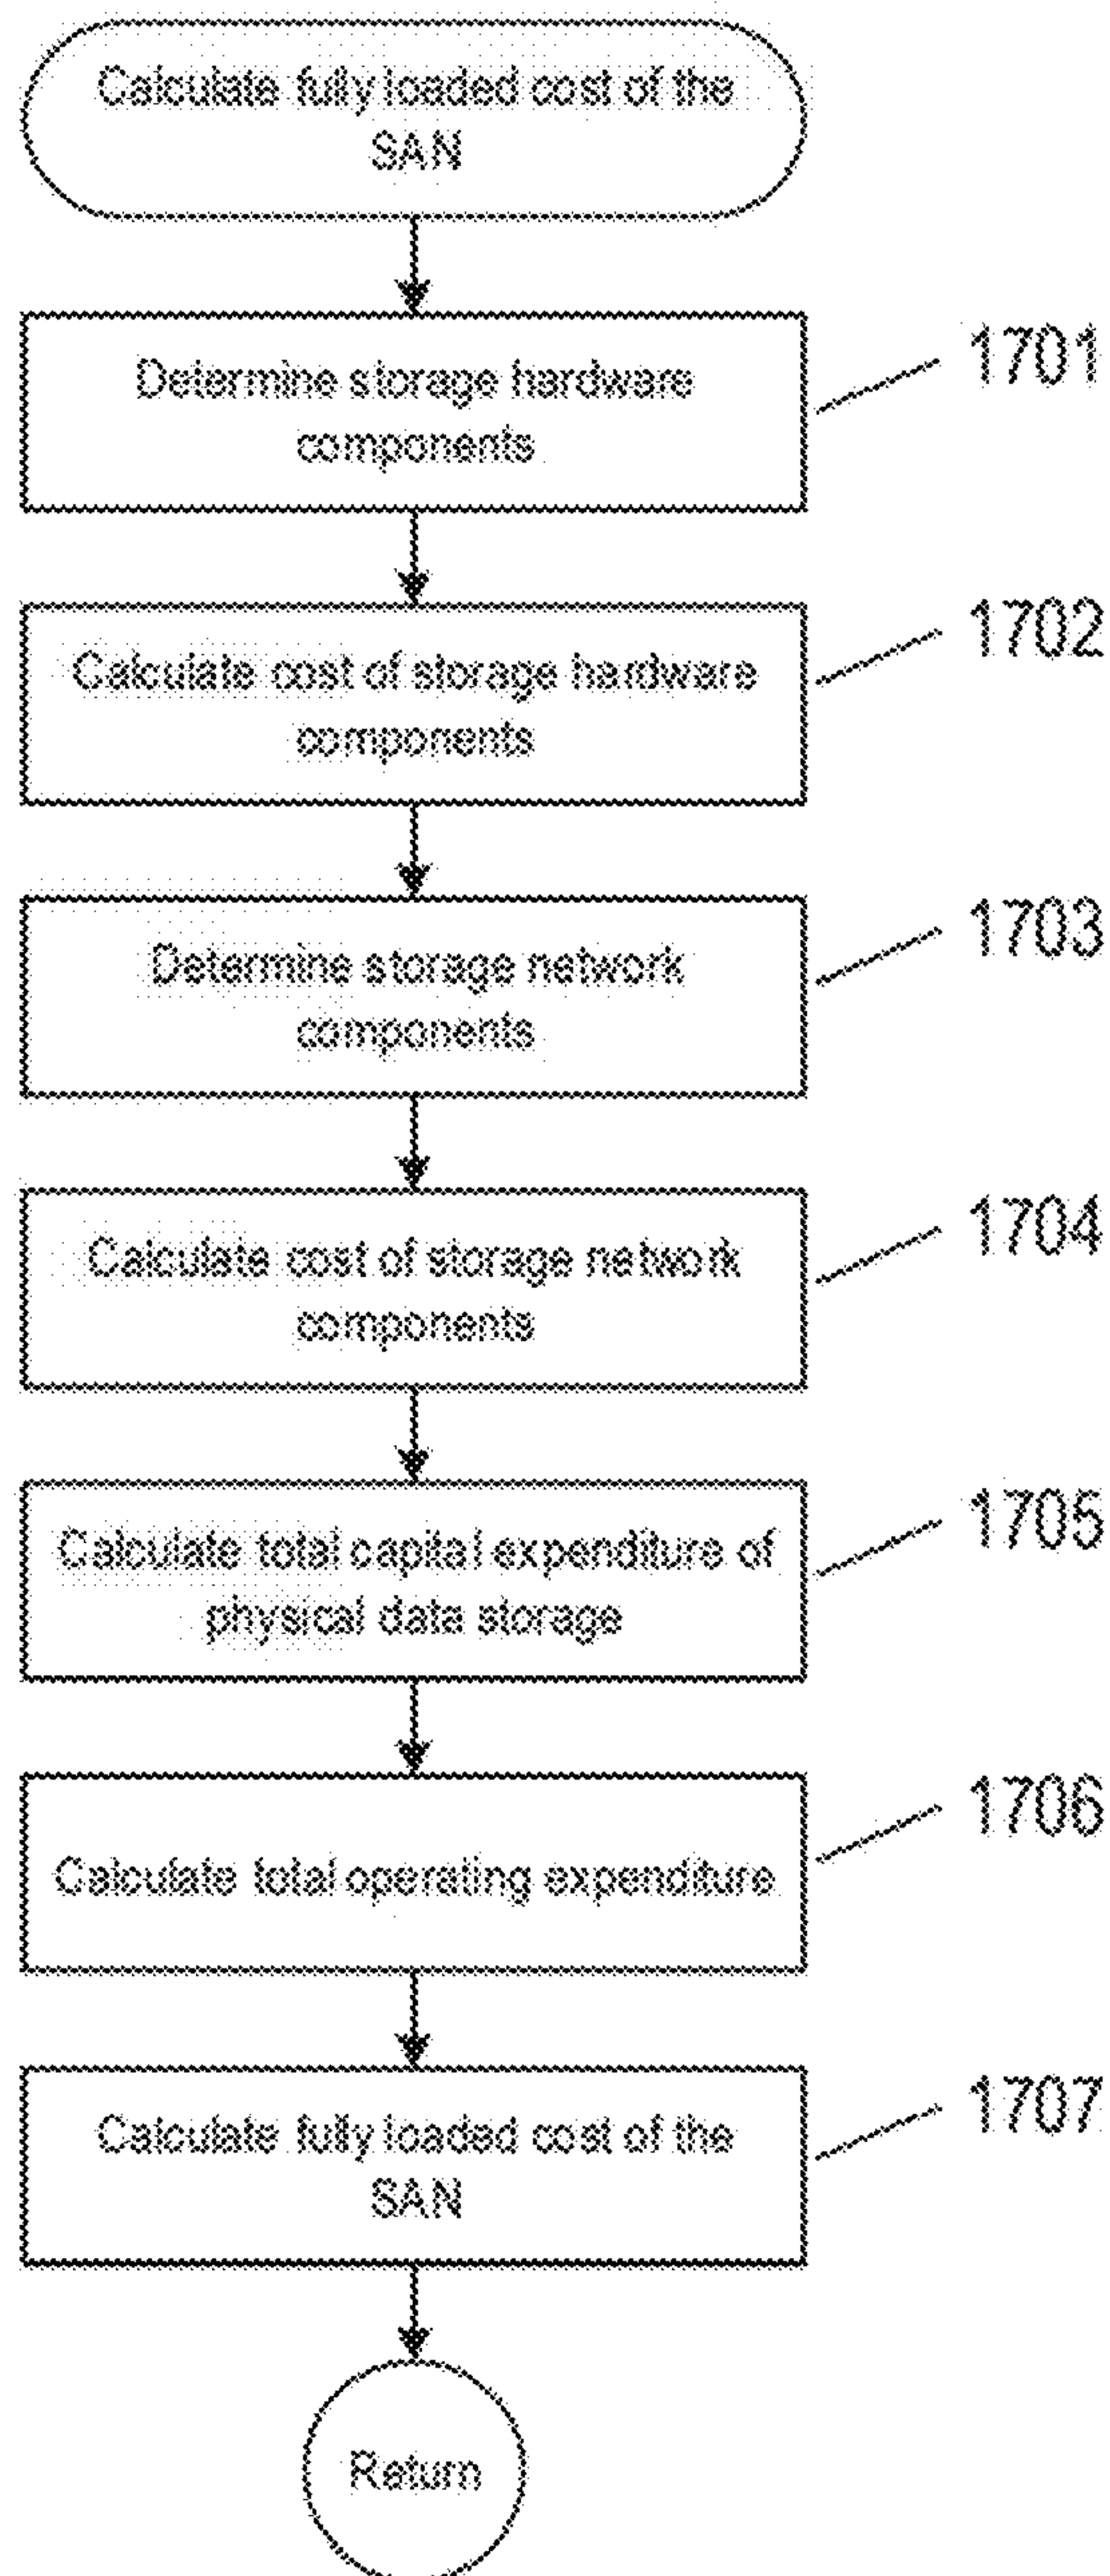 Calculate fully loaded cost of the
SAN
Determine storage hardware
components
1701
Calculate cost of storage hardware
components
1702
Determine storage network
components
1703
Calculate cost of storage network
components
1704
Calculate total capital expenditure of
physical data storage
1705
Calculate total operating expenditure
1706
Calculate fully loaded cost of the
SAN
1707
Return